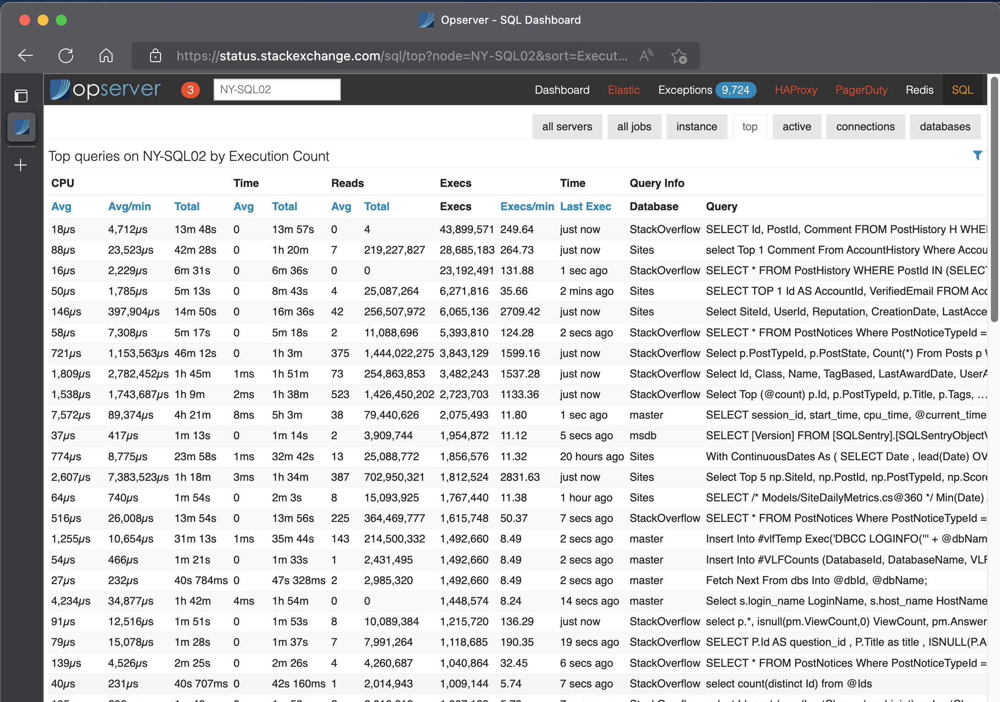 Opserver - SQL Dashboard
https://status.stackexchange.com/sql/top?node=NY-SQL02&sort=Execut...
opserver 3 NY-SQL02 Dashboard Elastic Exceptions 9,724 HAProxy PagerDuty Redis SQL
all servers all jobs instance top active connections databases
Top queries on NY-SQL02 by Execution Count
CPU Time Reads Execs Time Query Info
Avg Avg/min Total Avg Total Avg Total Execs Execs/min Last Exec Database Query
18µs 4,712µs 13m 48s 0 13m 57s 0 4 43,899,571 249.64 just now StackOverflow SELECT Id, PostId, Comment FROM PostHistory H WHE
88µs 23,523µs 42m 28s 0 1h 20m 7 219,227,827 28,685,183 264.73 just now Sites select Top 1 Comment From AccountHistory Where Accou
16µs 2,229µs 6m 31s 0 6m 36s 0 0 23,192,491 131.88 1 sec ago StackOverflow SELECT * FROM PostHistory WHERE PostId IN (SELEC
50µs 1,785µs 5m 13s 0 8m 43s 4 25,087,264 6,271,816 35.66 2 mins ago Sites SELECT TOP 1 Id AS AccountId, VerifiedEmail FROM Acc
146µs 397,904µs 14m 50s 0 16m 36s 42 256,507,972 6,065,136 2709.42 just now Sites Select SiteId, UserId, Reputation, CreationDate, LastAcce
58µs 7,308µs 5m 17s 0 5m 18s 2 11,088,696 5,393,810 124.28 2 secs ago StackOverflow SELECT * FROM PostNotices Where PostNoticeTypeId =
721µs 1,153,563µs 46m 12s 0 1h 3m 375 1,444,022,275 3,843,129 1599.16 just now StackOverflow Select p.PostTypeId, p.PostState, Count(*) From Posts p
1,809µs 2,782,452µs 1h 45m 1ms 1h 51m 73 254,863,853 3,482,243 1537.28 just now StackOverflow Select Id, Class, Name, TagBased, LastAwardDate, UserA
1,538µs 1,743,687µs 1h 9m 2ms 1h 38m 523 1,426,450,202 2,723,703 1133.36 just now StackOverflow Select Top (@count) p.Id, p.PostTypeId, p.Title, p.Tags, ...
7,572µs 89,374µs 4h 21m 8ms 5h 3m 38 79,440,626 2,075,493 11.80 1 sec ago master SELECT session_id, start_time, cpu_time, @current_time
37µs 417µs 1m 13s 0 1m 14s 2 3,909,744 1,954,872 11.12 5 secs ago msdb SELECT [Version] FROM [SQLSentry].[SQLSentryObject
774µs 8,775µs 23m 58s 1ms 32m 42s 13 25,088,772 1,856,576 11.32 20 hours ago Sites With ContinuousDates As ( SELECT Date , lead(Date) OV
2,607µs 7,383,523µs 1h 18m 3ms 1h 34m 387 702,950,321 1,812,524 2831.63 just now Sites Select Top 5 np.SiteId, np.PostId, np.PostTypeId, np.Score
64µs 740µs 1m 54s 0 2m 3s 8 15,093,925 1,767,440 11.38 1 hour ago Sites SELECT /* Models/SiteDailyMetrics.cs@360 */ Min(Date)
516µs 26,008µs 13m 54s 0 13m 56s 225 364,469,777 1,615,748 50.37 7 secs ago StackOverflow SELECT * FROM PostNotices Where PostNoticeTypeId =
1,255µs 10,654µs 31m 13s 1ms 35m 44s 143 214,500,332 1,492,660 8.49 2 secs ago master Insert Into #vlfTemp Exec('DBCC LOGINFO(''' + @dbNam
54µs 466µs 1m 21s 0 1m 33s 1 2,431,495 1,492,660 8.49 2 secs ago master Insert Into #VLFCounts (DatabaseId, DatabaseName, VLF
27µs 232µs 40s 784ms 0 47s 328ms 2 2,985,320 1,492,660 8.49 2 secs ago master Fetch Next From dbs Into @dbId, @dbName;
4,234µs 34,877µs 1h 42m 4ms 1h 54m 0 0 1,448,574 8.24 14 secs ago master Select s.login_name LoginName, s.host_name HostName
91µs 12,516µs 1m 51s 0 1m 53s 8 10,089,384 1,215,720 136.29 just now StackOverflow select p.*, isnull(pm.ViewCount,0) ViewCount, pm.Answer
79µs 15,078µs 1m 28s 0 1m 37s 7 7,991,264 1,118,685 190.35 19 secs ago StackOverflow SELECT P.Id AS question_id , P.Title as title , ISNULL(P.A
139µs 4,526µs 2m 25s 0 2m 26s 4 4,260,687 1,040,864 32.45 6 secs ago StackOverflow SELECT * FROM PostNotices Where PostNoticeTypeId =
40µs 231µs 40s 707ms 0 42s 160ms 1 2,014,943 1,009,144 5.74 7 secs ago StackOverflow select count(distinct Id) from @Ids